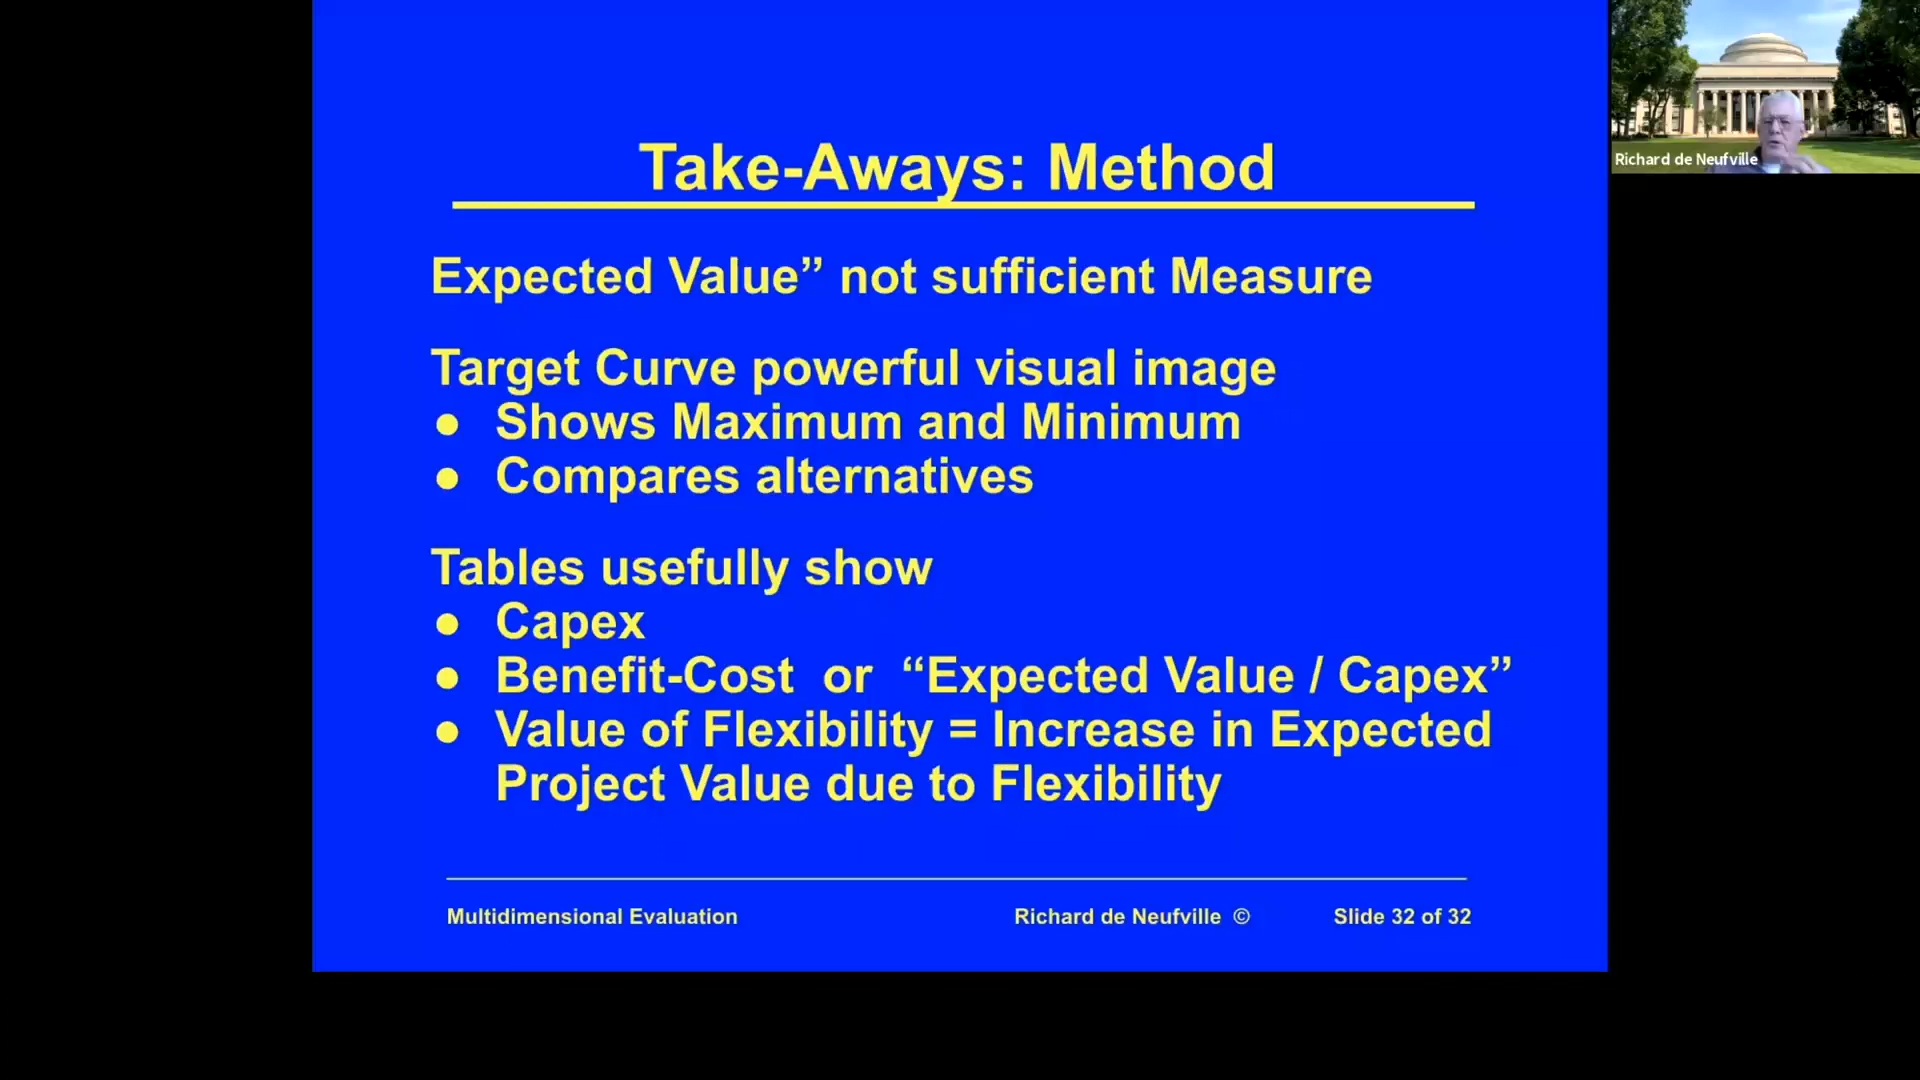 Take-Aways: Method
Expected Value” not sufficient Measure
Target Curve powerful visual image
● Shows Maximum and Minimum
● Compares alternatives
Tables usefully show
● Capex
● Benefit-Cost or “Expected Value / Capex”
● Value of Flexibility = Increase in Expected
Project Value due to Flexibility
Multidimensional Evaluation Richard de Neufville © Slide 32 of 32
Richard de Neufville